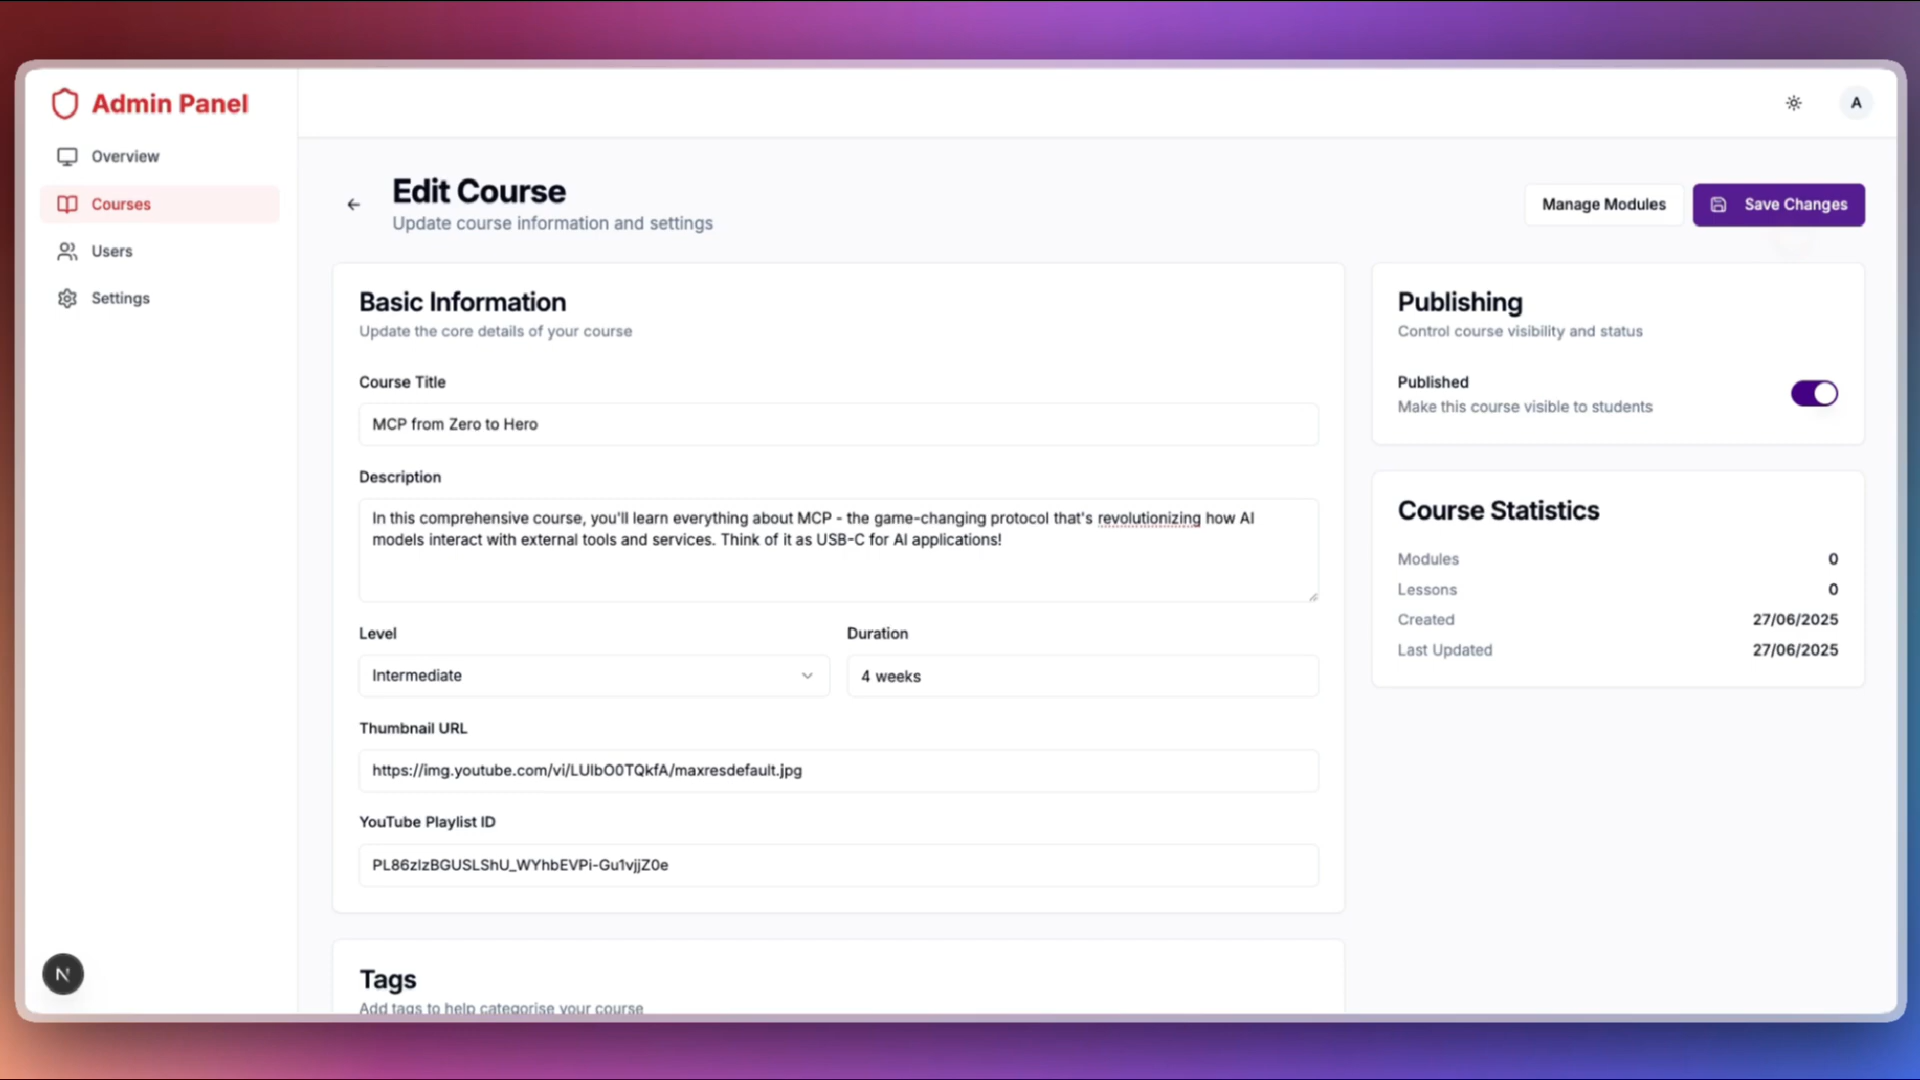 Admin Panel
Overview
Courses
Users
Settings
A
Edit Course
Update course information and settings
Manage Modules
Save Changes
Basic Information
Update the core details of your course
Course Title
MCP from Zero to Hero
Description
In this comprehensive course, you'll learn everything about MCP - the game-changing protocol that's revolutionizing how AI
models interact with external tools and services. Think of it as USB-C for AI applications!
Level
Duration
Intermediate
4 weeks
Thumbnail URL
https://img.youtube.com/vi/LUIbO0TQkfA/maxresdefault.jpg
YouTube Playlist ID
PL86zIzBGUSLShU_WYhbEVPi-Gu1vjjZ0e
Tags
Add tags to help categorise your course
Publishing
Control course visibility and status
Published
Make this course visible to students
Course Statistics
Modules 0
Lessons 0
Created 27/06/2025
Last Updated 27/06/2025
N